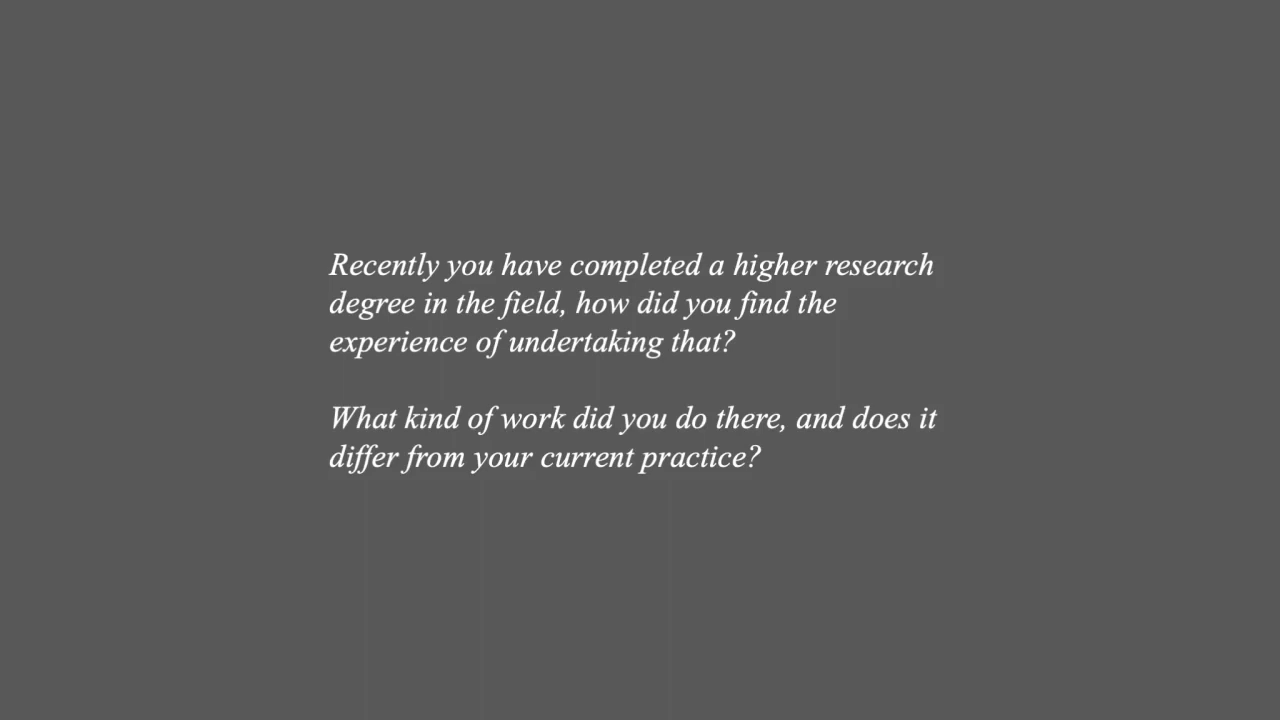 Recently you have completed a higher research
degree in the field, how did you find the
experience of undertaking that?
What kind of work did you do there, and does it
differ from your current practice?